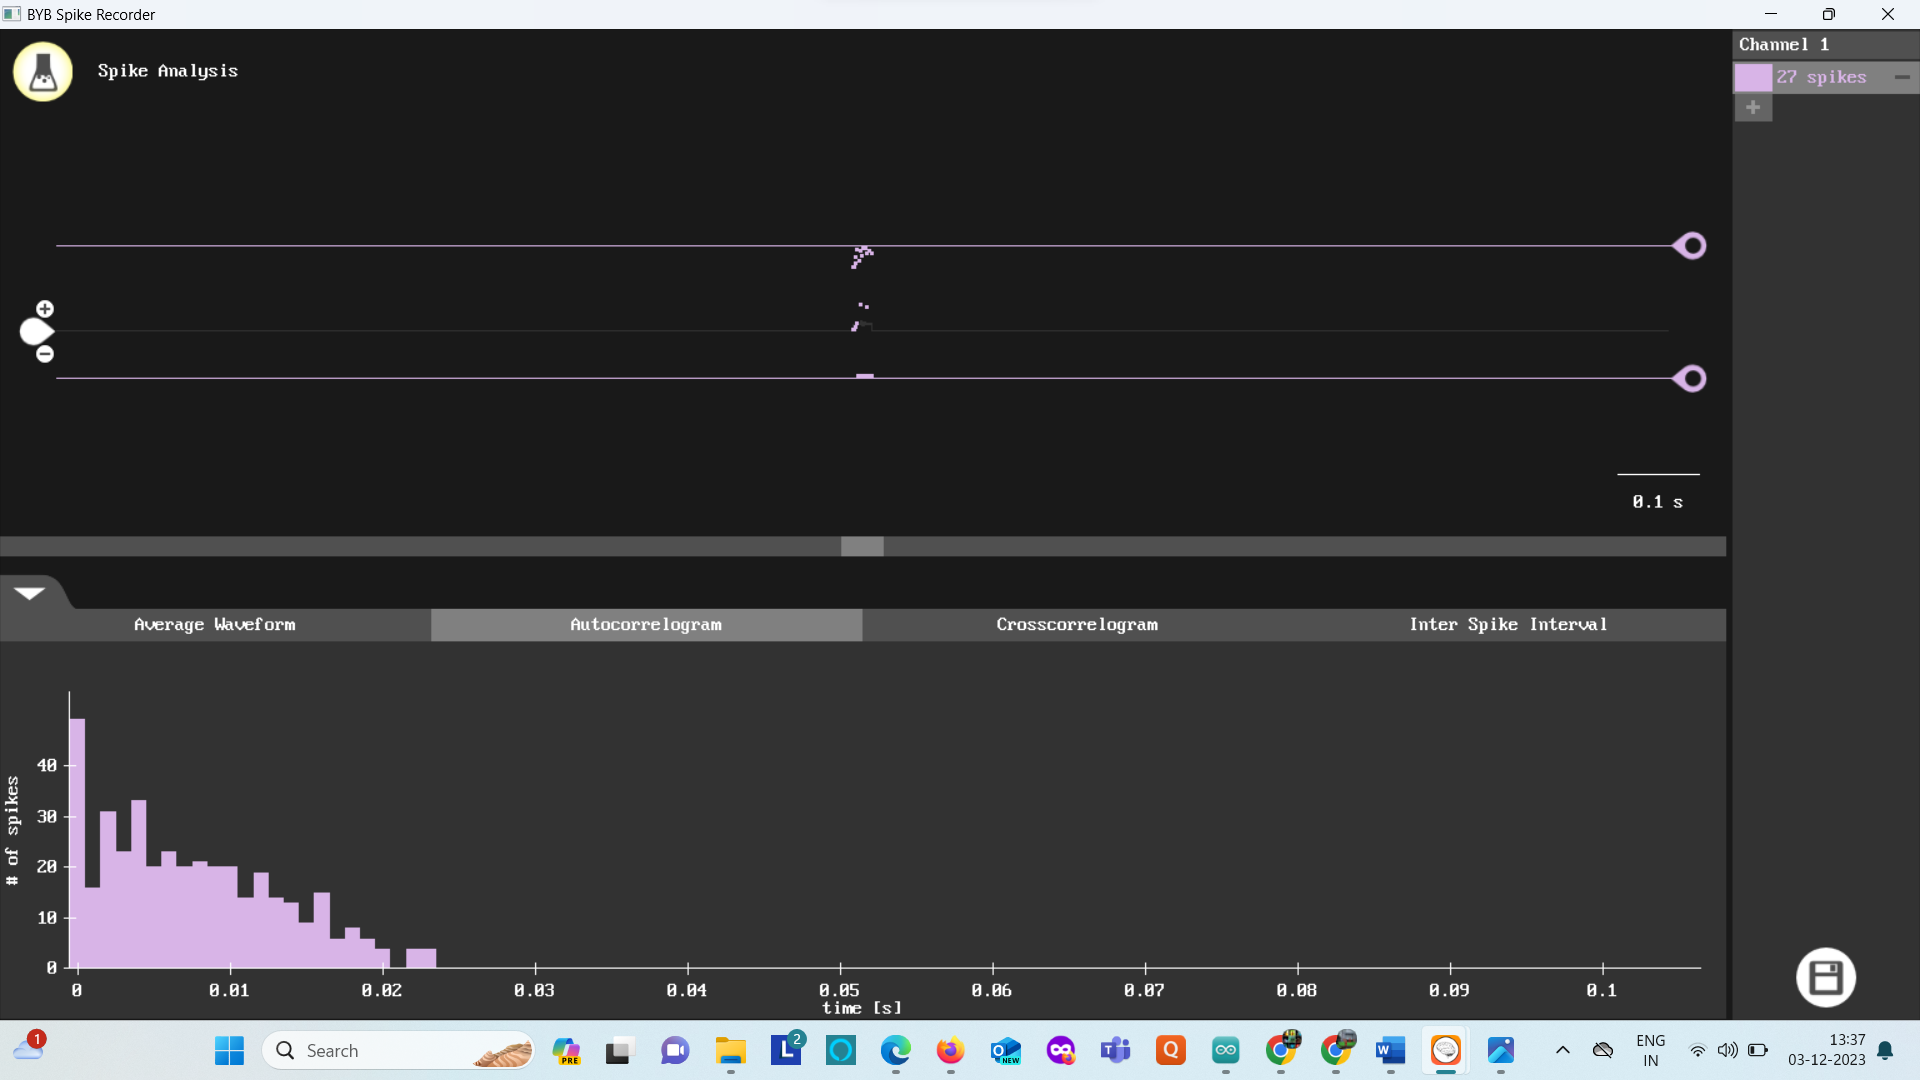 BYB Spike Recorder
Spike Analysis
Channel 1
27 spikes
0.1 s
Average Waveform
Autocorrelogram
Crosscorrelogram
Inter Spike Interval
# of spikes
40
30
20
10
0
0 0.01 0.02 0.03 0.04 0.05 0.06 0.07 0.08 0.09 0.1
time [s]
1
Search
PRE
L
2
NEW
Q
W
ENG
IN
13:37
03-12-2023